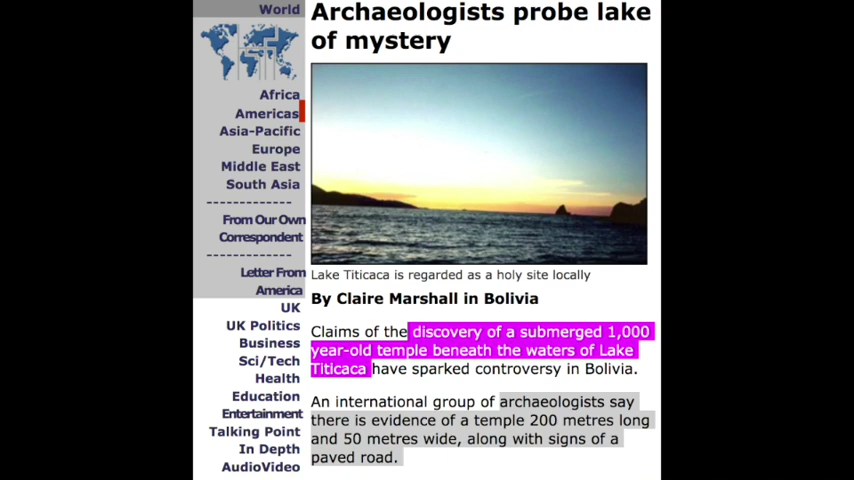 World
Africa
Americas
Asia-Pacific
Europe
Middle East
South Asia
--------------
From Our Own
Correspondent
--------------
Letter From
America
UK
UK Politics
Business
Sci/Tech
Health
Education
Entertainment
Talking Point
In Depth
AudioVideo
Archaeologists probe lake
of mystery
Lake Titicaca is regarded as a holy site locally
By Claire Marshall in Bolivia
Claims of the discovery of a submerged 1,000
year-old temple beneath the waters of Lake
Titicaca have sparked controversy in Bolivia.
An international group of archaeologists say
there is evidence of a temple 200 metres long
and 50 metres wide, along with signs of a
paved road.